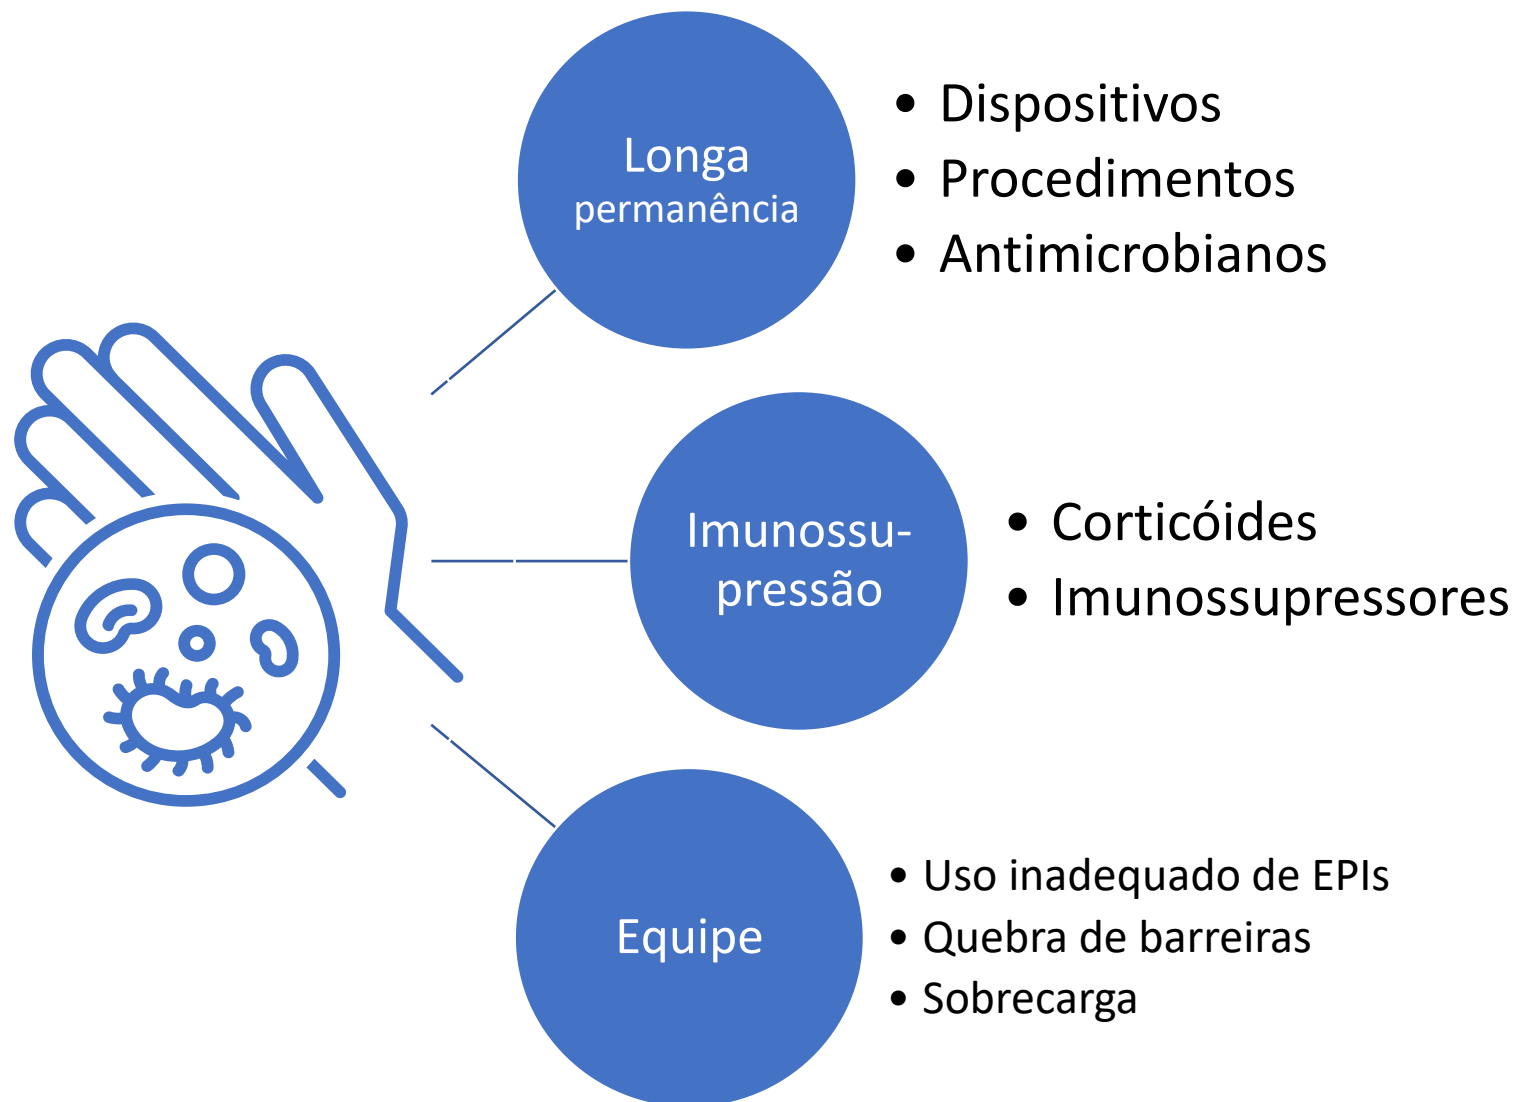 Longa
permanência
• Dispositivos
• Procedimentos
• Antimicrobianos
Imunossu-
pressão
• Corticóides
• Imunossupressores
Equipe
• Uso inadequado de EPIs
• Quebra de barreiras
• Sobrecarga